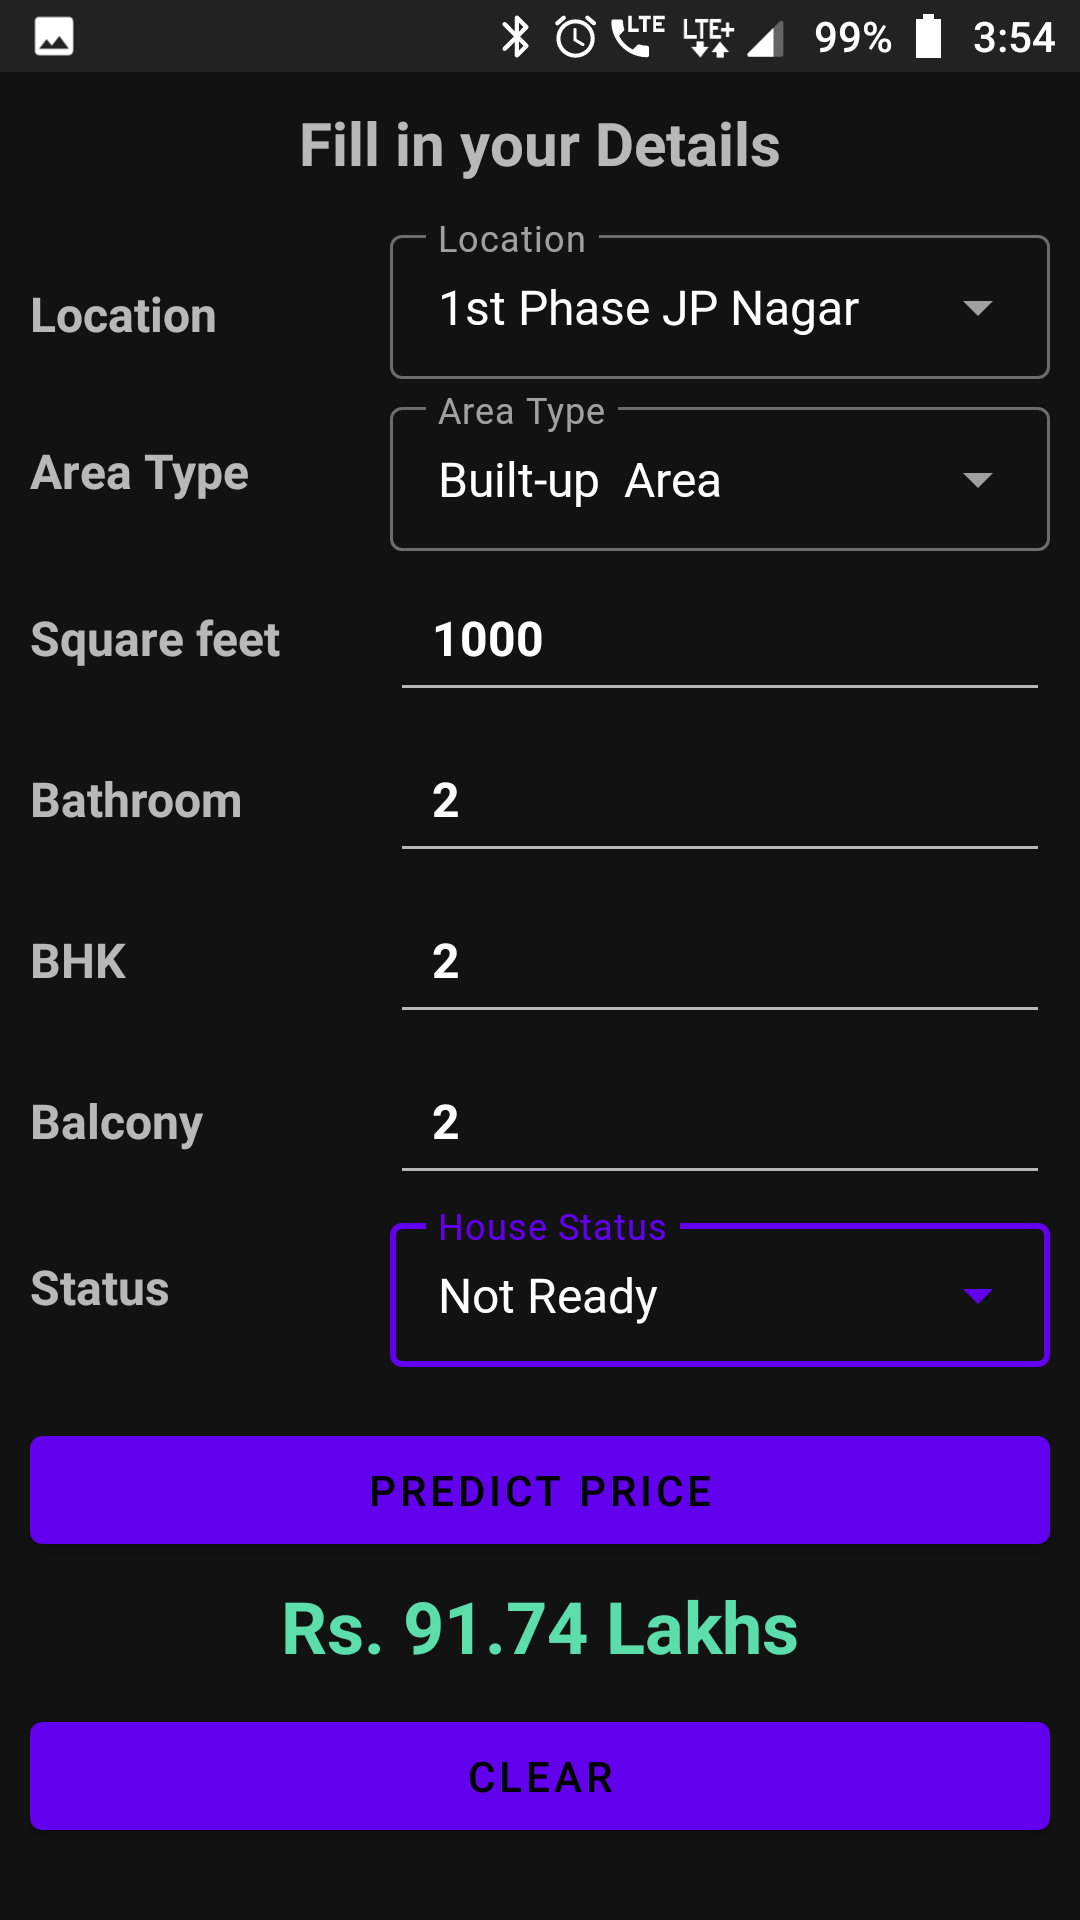 LTE LTE+ 99% 3:54
Fill in your Details
Location
Location
1st Phase JP Nagar
Area Type
Area Type
Built-up  Area
Square feet
1000
Bathroom
2
BHK
2
Balcony
2
Status
House Status
Not Ready
PREDICT PRICE
Rs. 91.74 Lakhs
CLEAR